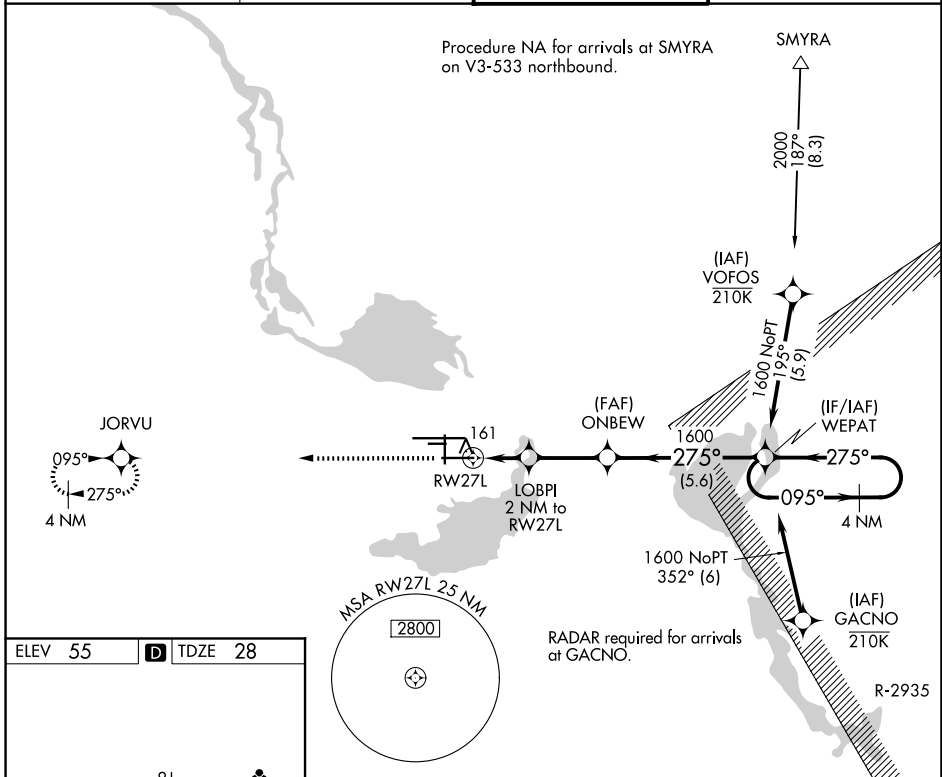 Procedure NA for arrivals at SMYRA
on V3-533 northbound.
SMYRA
2000
187°
(8.3)
(IAF)
VOFOS
210K
1600 NoPT
195°
(5.9)
(IF/IAF)
WEPAT
(FAF)
ONBEW
JORVU
095°
275°
4 NM
161
RW27L
LOBPI
2 NM to
RW27L
1600
275°
(5.6)
275°
095°
4 NM
1600 NoPT
352° (6)
(IAF)
GACNO
210K
MSA RW27L 25 NM
2800
RADAR required for arrivals
at GACNO.
R-2935
ELEV 55 D TDZE 28